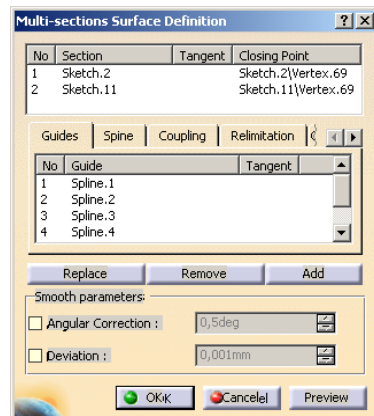 Multi-sections Surface Definition ? X
No Section Tangent Closing Point
1 Sketch.2 Sketch.2\Vertex.69
2 Sketch.11 Sketch.11\Vertex.69
Guides Spine Coupling Relimitation
No Guide Tangent
1 Spline.1
2 Spline.2
3 Spline.3
4 Spline.4
Replace Remove Add
Smooth parameters:
Angular Correction : 0,5deg
Deviation : 0,001mm
OKiK Cancelel Preview